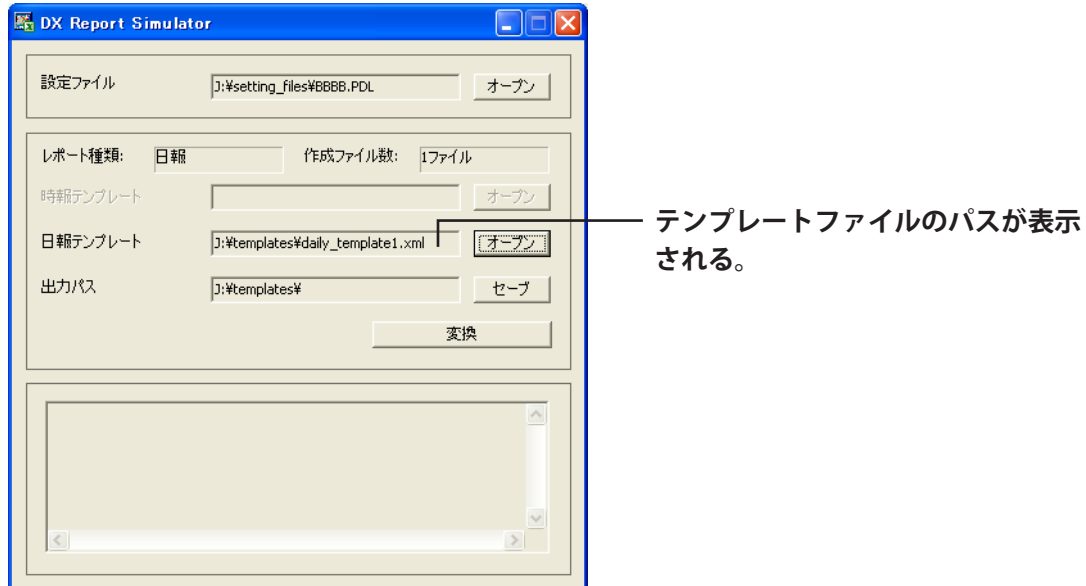 DX Report Simulator
設定ファイル J:¥setting_files¥BBBB.PDL オープン
レポート種類: 日報 作成ファイル数: 1ファイル
時報テンプレート オープン
日報テンプレート J:¥templates¥daily_template1.xml オープン
出力パス J:¥templates¥ セーブ
変換
テンプレートファイルのパスが表示
される。